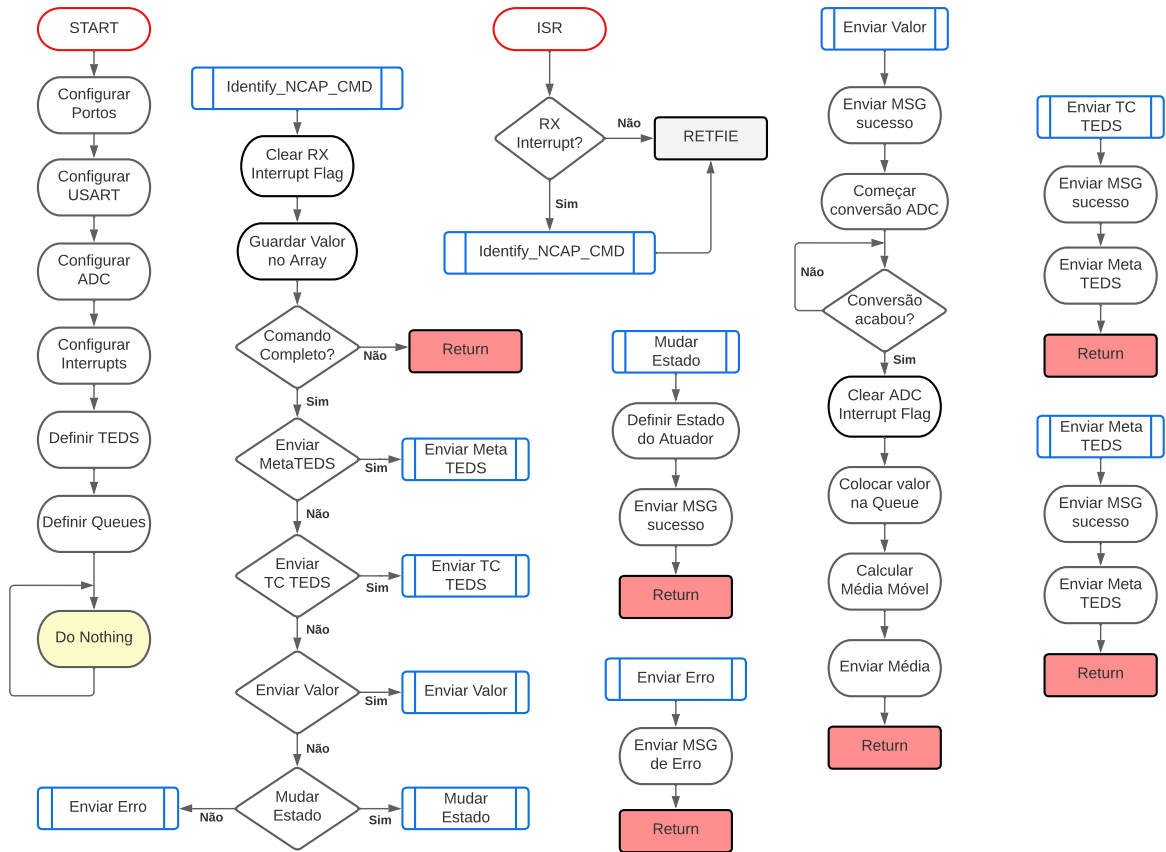 START
Configurar
Portos
Configurar
USART
Configurar
ADC
Configurar
Interrupts
Definir TEDS
Definir Queues
Do Nothing
Identify_NCAP_CMD
Clear RX
Interrupt Flag
Guardar Valor
no Array
Comando
Completo?
Não
Return
Sim
Enviar
MetaTEDS
Sim
Enviar Meta
TEDS
Não
Enviar
TC TEDS
Sim
Enviar TC
TEDS
Não
Enviar Valor
Sim
Enviar Valor
Não
Mudar
Estado
Não
Enviar Erro
Sim
Mudar
Estado
ISR
RX
Interrupt?
Não
RETFIE
Sim
Identify_NCAP_CMD
Mudar
Estado
Definir Estado
do Atuador
Enviar MSG
sucesso
Return
Enviar Erro
Enviar MSG
de Erro
Return
Enviar Valor
Enviar MSG
sucesso
Começar
conversão ADC
Não
Conversão
acabou?
Sim
Clear ADC
Interrupt Flag
Colocar valor
na Queue
Calcular
Média Móvel
Enviar Média
Return
Enviar TC
TEDS
Enviar MSG
sucesso
Enviar Meta
TEDS
Return
Enviar Meta
TEDS
Enviar MSG
sucesso
Enviar Meta
TEDS
Return